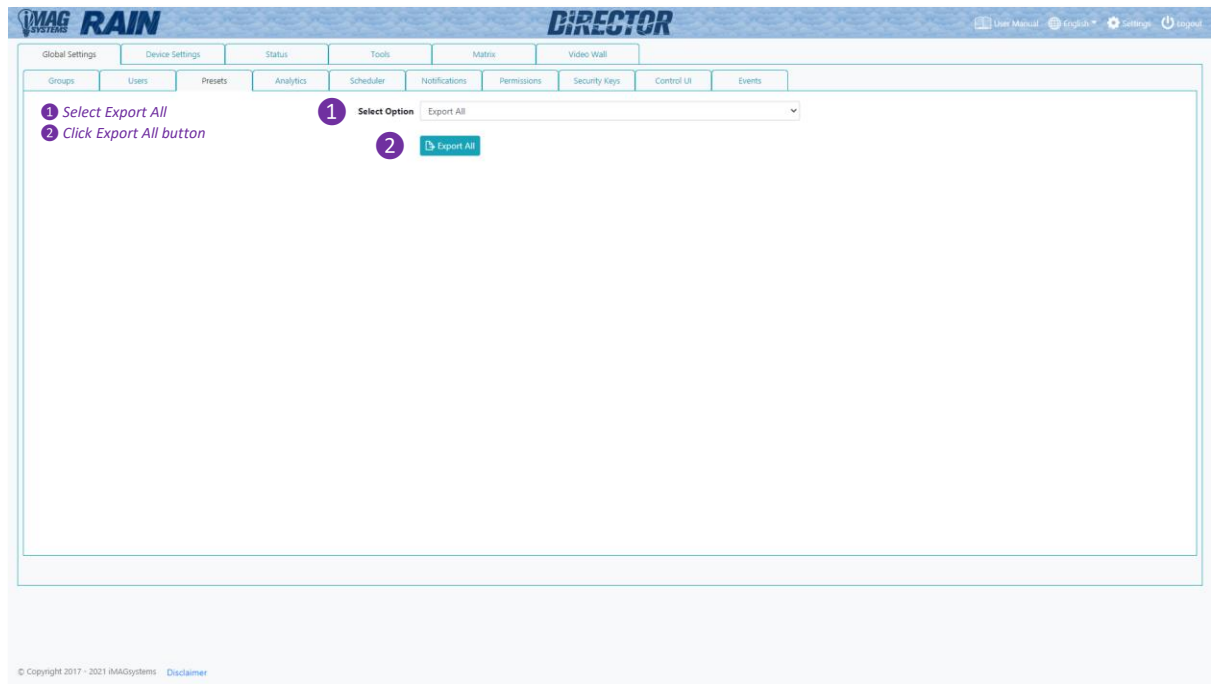 iMAG SYSTEMS RAIN DiRECTOR User Manual English Settings Logout
Global Settings Device Settings Status Tools Matrix Video Wall
Groups Users Presets Analytics Scheduler Notifications Permissions Security Keys Control UI Events
1 Select Export All
2 Click Export All button
1 Select Option Export All
2 Export All
© Copyright 2017 - 2021 iMAGsystems Disclaimer